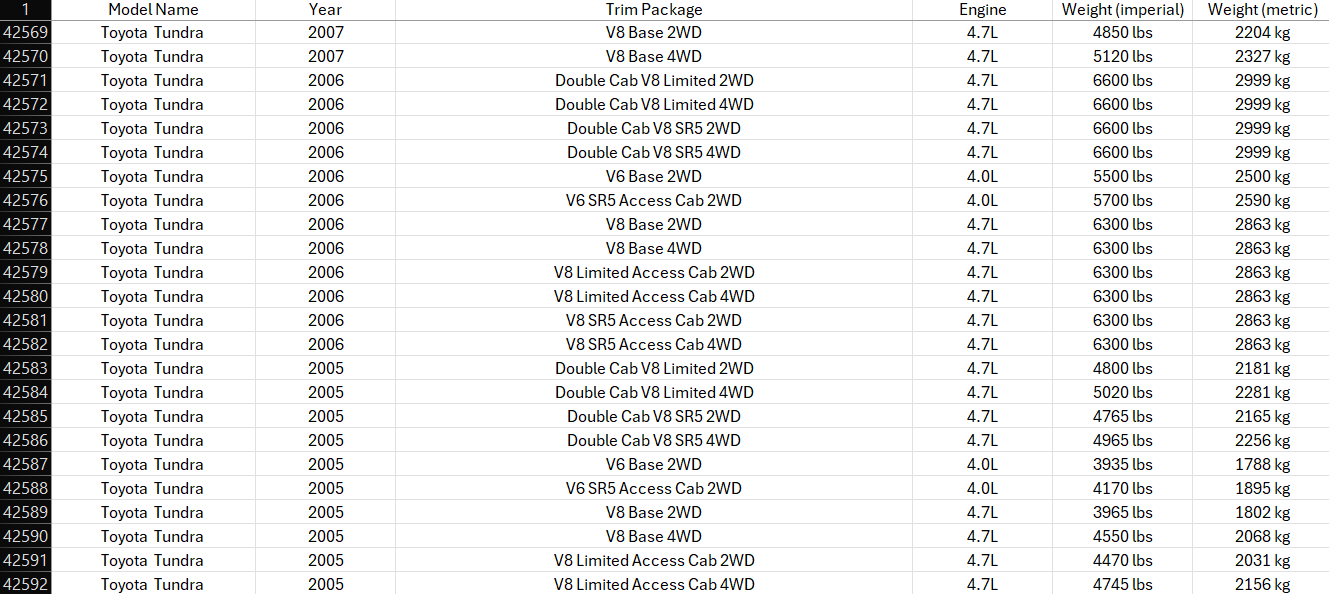 1 Model Name Year Trim Package Engine Weight (imperial) Weight (metric)
42569 Toyota Tundra 2007 V8 Base 2WD 4.7L 4850 lbs 2204 kg
42570 Toyota Tundra 2007 V8 Base 4WD 4.7L 5120 lbs 2327 kg
42571 Toyota Tundra 2006 Double Cab V8 Limited 2WD 4.7L 6600 lbs 2999 kg
42572 Toyota Tundra 2006 Double Cab V8 Limited 4WD 4.7L 6600 lbs 2999 kg
42573 Toyota Tundra 2006 Double Cab V8 SR5 2WD 4.7L 6600 lbs 2999 kg
42574 Toyota Tundra 2006 Double Cab V8 SR5 4WD 4.7L 6600 lbs 2999 kg
42575 Toyota Tundra 2006 V6 Base 2WD 4.0L 5500 lbs 2500 kg
42576 Toyota Tundra 2006 V6 SR5 Access Cab 2WD 4.0L 5700 lbs 2590 kg
42577 Toyota Tundra 2006 V8 Base 2WD 4.7L 6300 lbs 2863 kg
42578 Toyota Tundra 2006 V8 Base 4WD 4.7L 6300 lbs 2863 kg
42579 Toyota Tundra 2006 V8 Limited Access Cab 2WD 4.7L 6300 lbs 2863 kg
42580 Toyota Tundra 2006 V8 Limited Access Cab 4WD 4.7L 6300 lbs 2863 kg
42581 Toyota Tundra 2006 V8 SR5 Access Cab 2WD 4.7L 6300 lbs 2863 kg
42582 Toyota Tundra 2006 V8 SR5 Access Cab 4WD 4.7L 6300 lbs 2863 kg
42583 Toyota Tundra 2005 Double Cab V8 Limited 2WD 4.7L 4800 lbs 2181 kg
42584 Toyota Tundra 2005 Double Cab V8 Limited 4WD 4.7L 5020 lbs 2281 kg
42585 Toyota Tundra 2005 Double Cab V8 SR5 2WD 4.7L 4765 lbs 2165 kg
42586 Toyota Tundra 2005 Double Cab V8 SR5 4WD 4.7L 4965 lbs 2256 kg
42587 Toyota Tundra 2005 V6 Base 2WD 4.0L 3935 lbs 1788 kg
42588 Toyota Tundra 2005 V6 SR5 Access Cab 2WD 4.0L 4170 lbs 1895 kg
42589 Toyota Tundra 2005 V8 Base 2WD 4.7L 3965 lbs 1802 kg
42590 Toyota Tundra 2005 V8 Base 4WD 4.7L 4550 lbs 2068 kg
42591 Toyota Tundra 2005 V8 Limited Access Cab 2WD 4.7L 4470 lbs 2031 kg
42592 Toyota Tundra 2005 V8 Limited Access Cab 4WD 4.7L 4745 lbs 2156 kg